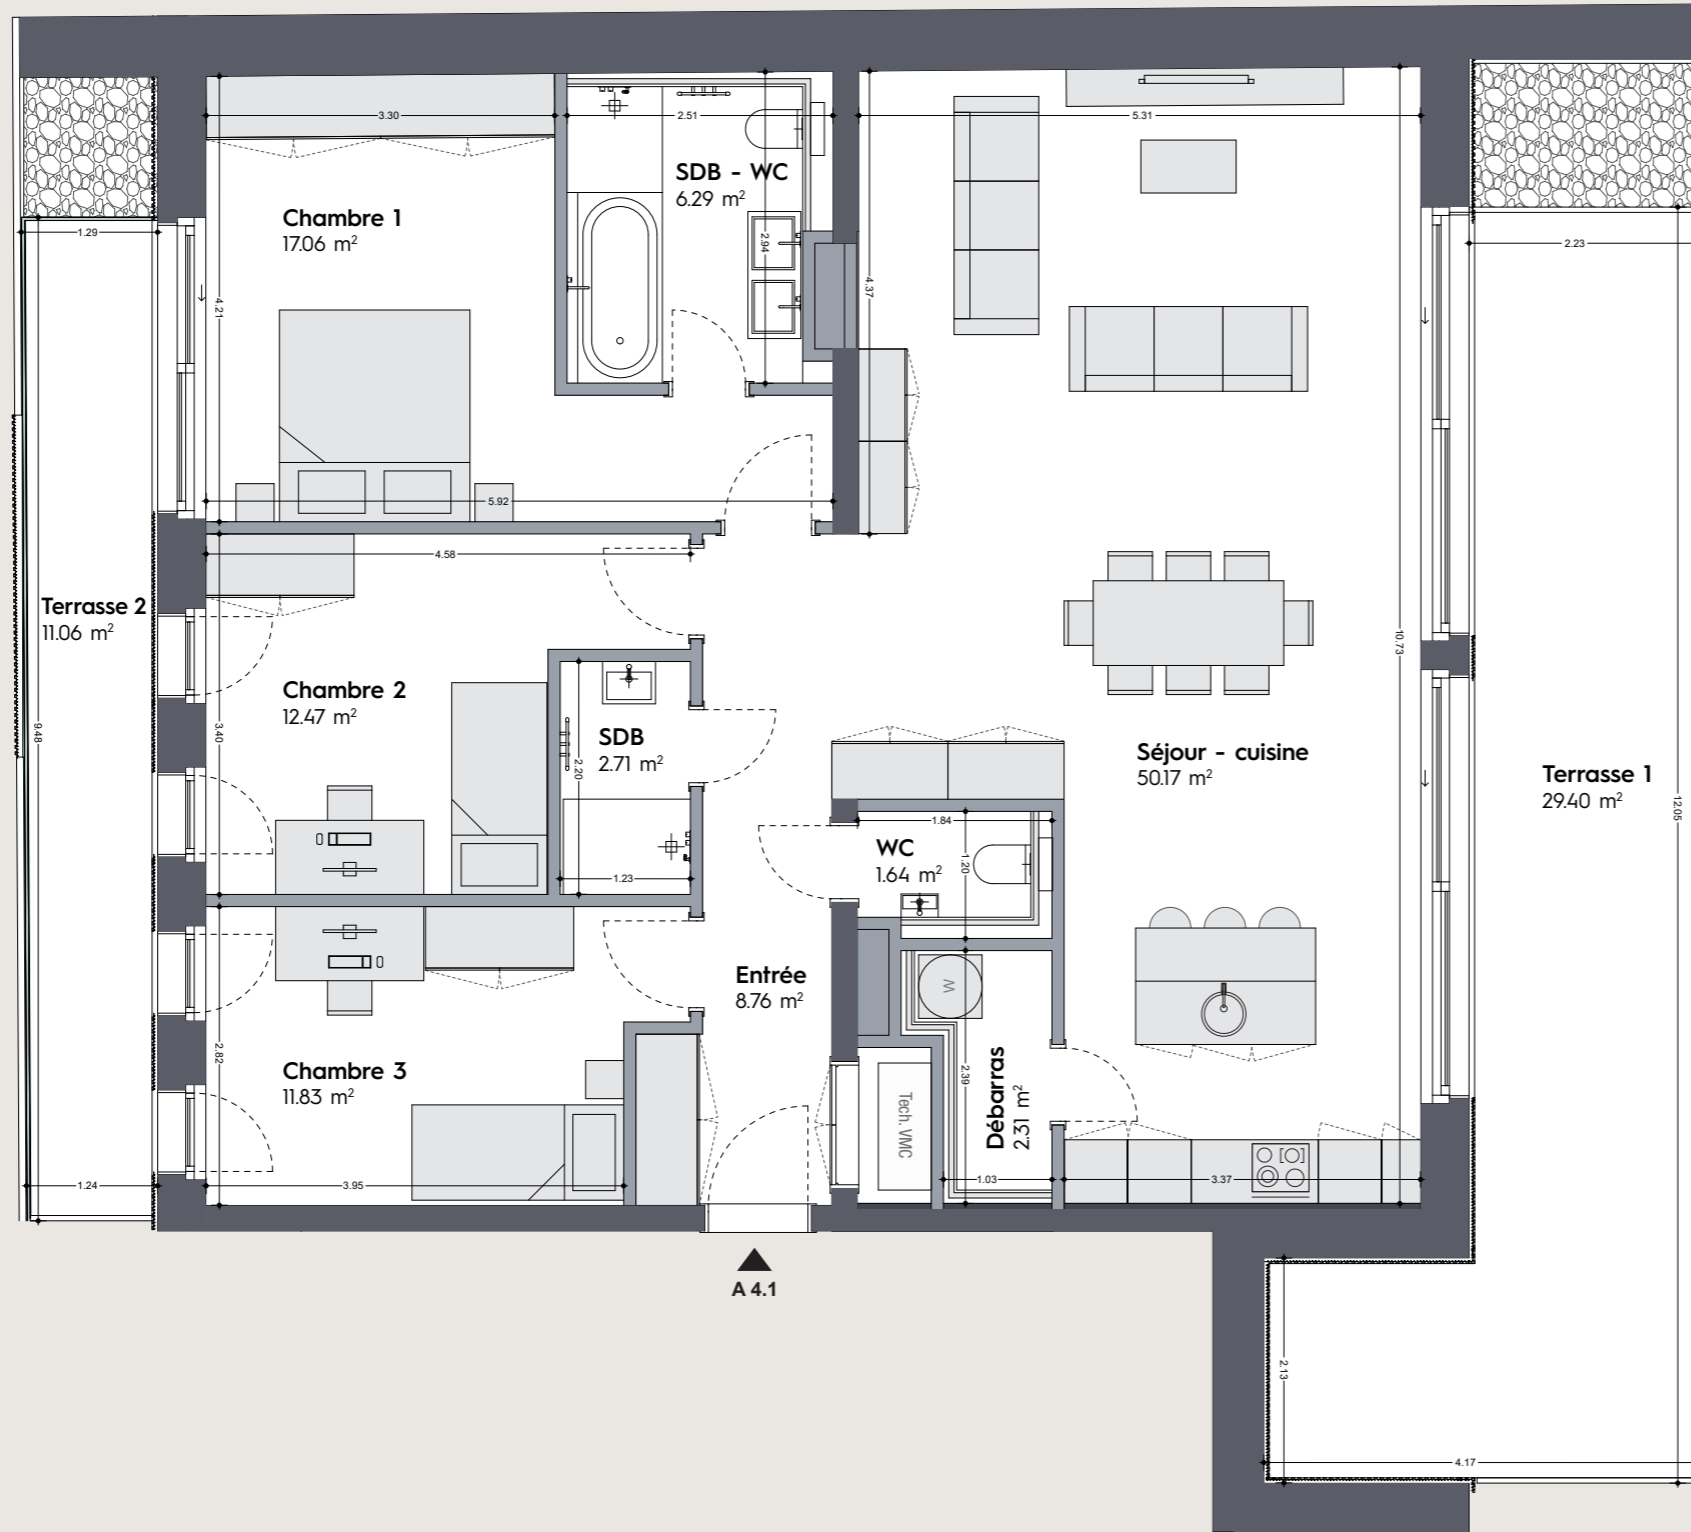 3.30
2.51
5.31
SDB - WC
6.29 m²
Chambre 1
17.06 m²
1.29
2.94
2.23
4.21
4.37
5.92
4.58
Terrasse 2
11.06 m²
10.73
Chambre 2
12.47 m²
9.48
3.40
SDB
2.71 m²
2.20
Séjour - cuisine
50.17 m²
Terrasse 1
29.40 m²
12.05
1.84
WC
1.64 m²
1.20
1.23
Entrée
8.76 m²
W
2.82
Chambre 3
11.83 m²
2.39
Débarras
2.31 m²
Tech. VMC
1.24
3.95
1.03
3.37
A 4.1
2.13
4.17